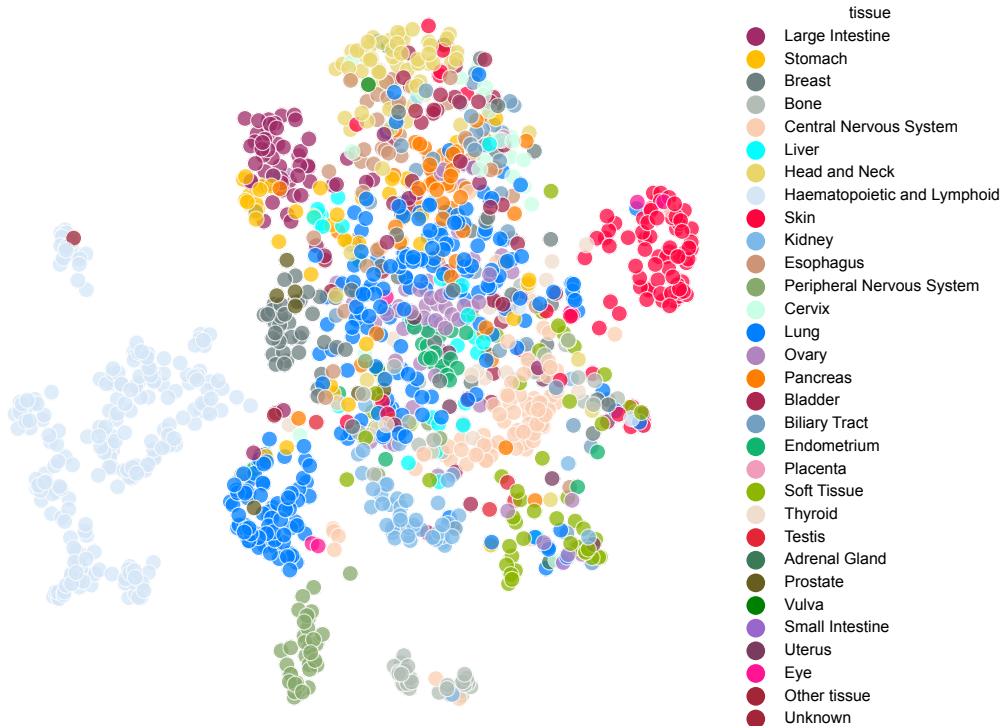 tissue
Large Intestine
Stomach
Breast
Bone
Central Nervous System
Liver
Head and Neck
Haematopoietic and Lymphoid
Skin
Kidney
Esophagus
Peripheral Nervous System
Cervix
Lung
Ovary
Pancreas
Bladder
Biliary Tract
Endometrium
Placenta
Soft Tissue
Thyroid
Testis
Adrenal Gland
Prostate
Vulva
Small Intestine
Uterus
Eye
Other tissue
Unknown